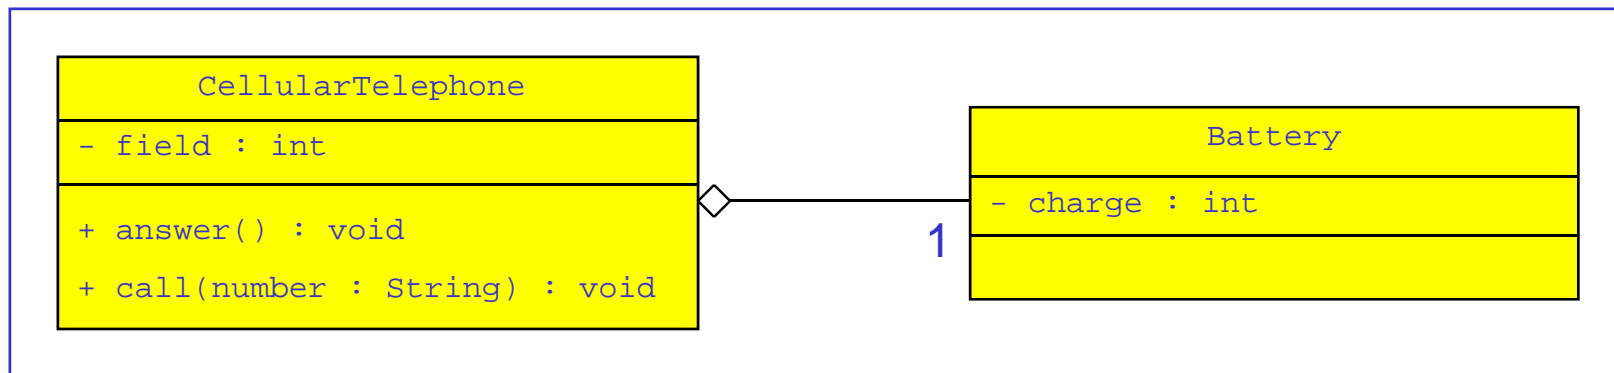 CellularTelephone
- field : int
+ answer() : void
+ call(number : String) : void
1
Battery
- charge : int